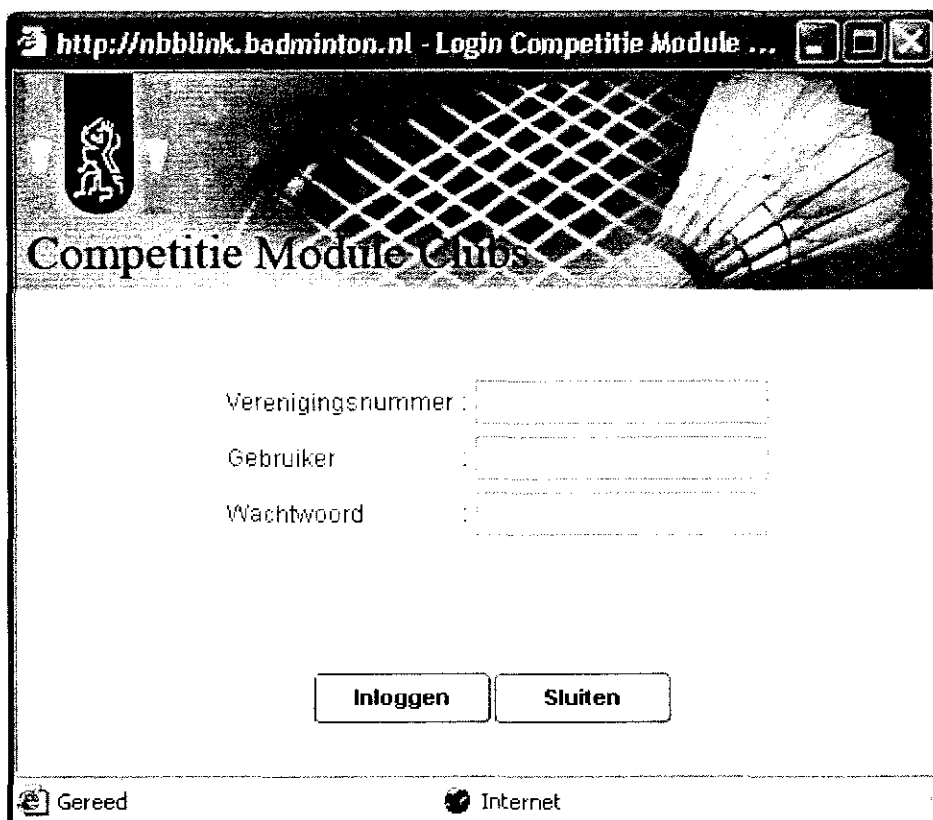 http://nbblink.badminton.nl - Login Competitie Module ...
Competitie Module Clubs
Verenigingsnummer :
Gebruiker :
Wachtwoord :
Inloggen Sluiten
Gereed Internet